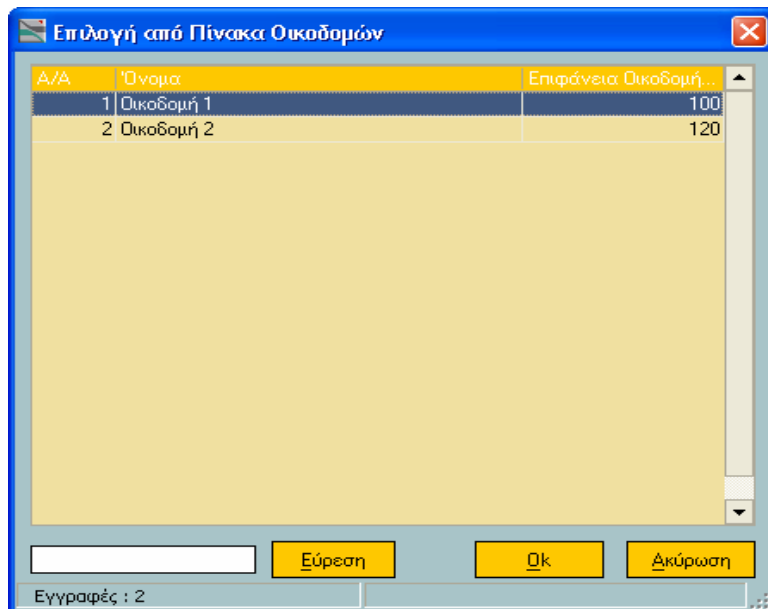 Επιλογή από Πίνακα Οικοδομών
Α/Α Όνομα Επιφάνεια Οικοδομή...
1 Οικοδομή 1 100
2 Οικοδομή 2 120
Εύρεση Ok Ακύρωση
Εγγραφές : 2